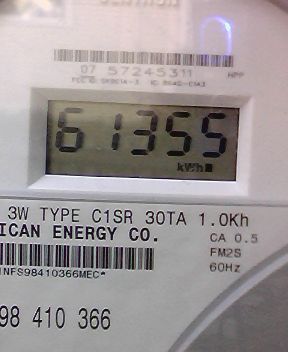 07 57245311 HPP
61355
kWh
3W TYPE C1SR 30TA 1.0Kh
ICAN ENERGY CO.
CA 0.5
FM2S
60Hz
INFS98410366MEC*
98 410 366